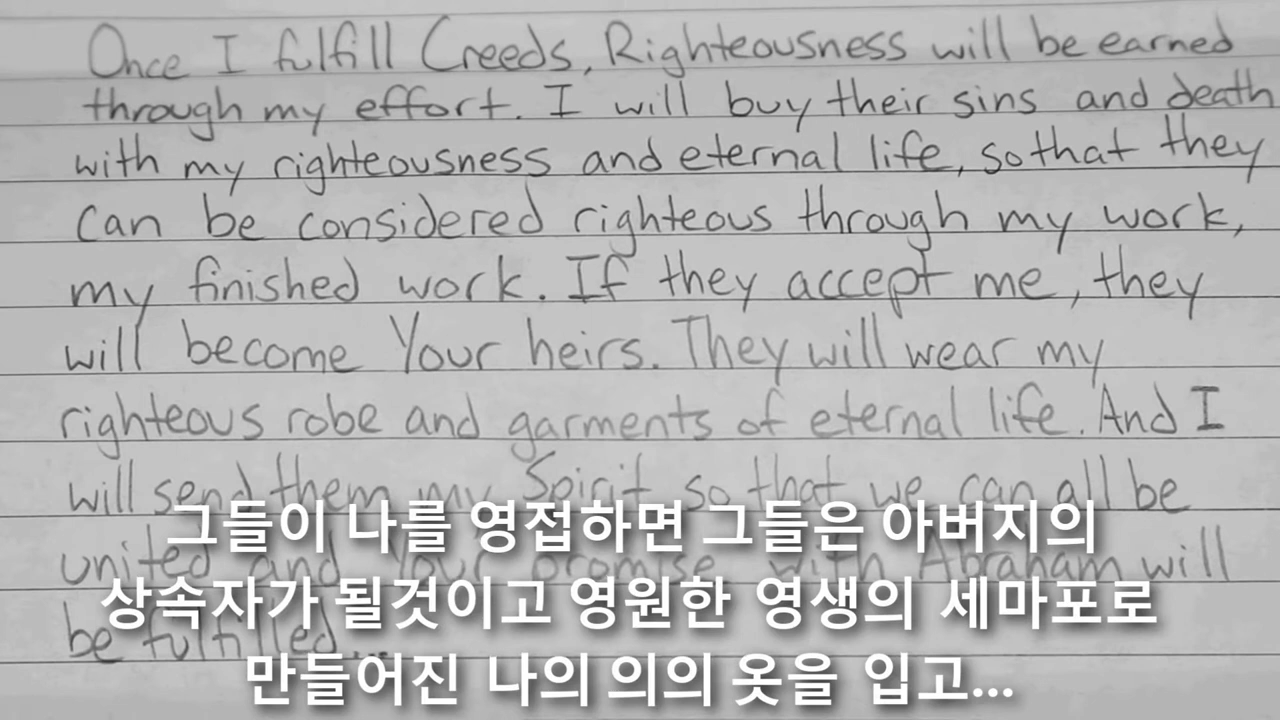 Once I fulfill Creeds, Righteousness will be earned
through my effort. I will buy their sins and death
with my righteousness and eternal life, so that they
can be considered righteous through my work,
my finished work. If they accept me, they
will become Your heirs. They will wear my
righteous robe and garments of eternal life. And I
will send them my Spirit so that we can all be
united and Your promise with Abraham will
be fulfilled...
그들이 나를 영접하면 그들은 아버지의
상속자가 될것이고 영원한 영생의 세마포로
만들어진 나의 의의 옷을 입고...